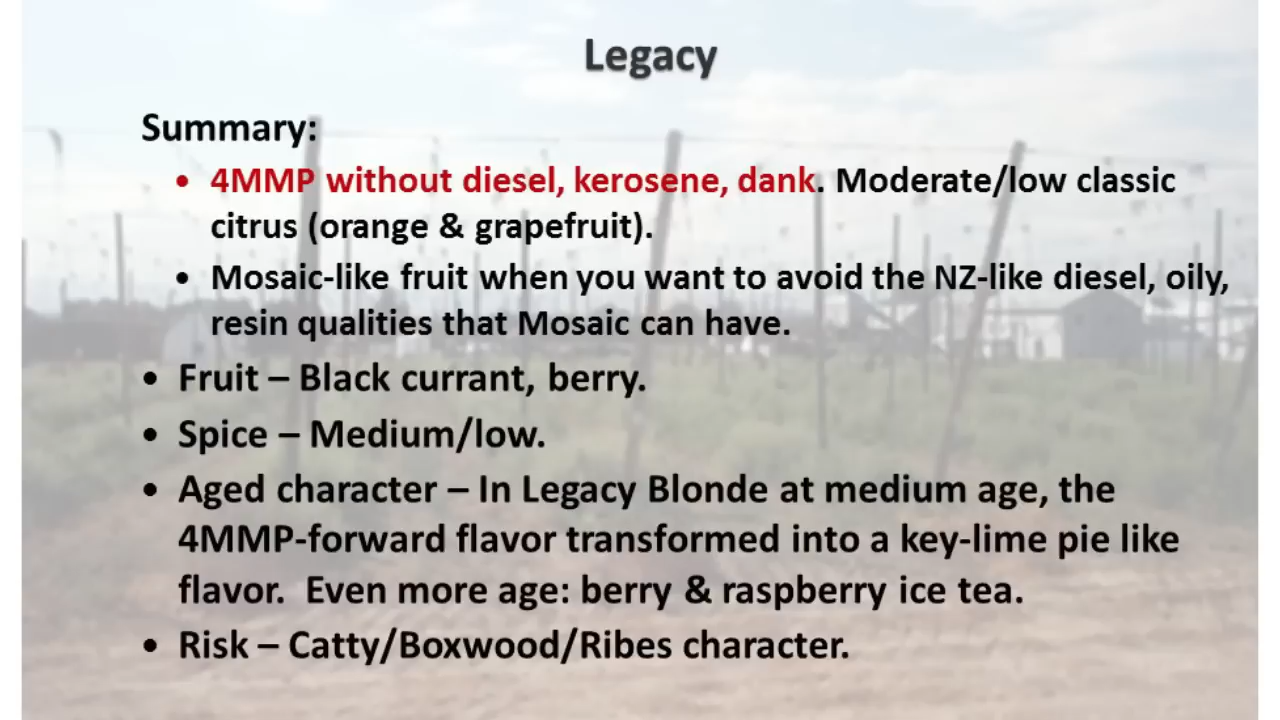 Legacy
Summary:
• 4MMP without diesel, kerosene, dank. Moderate/low classic
citrus (orange & grapefruit).
• Mosaic-like fruit when you want to avoid the NZ-like diesel, oily,
resin qualities that Mosaic can have.
• Fruit – Black currant, berry.
• Spice – Medium/low.
• Aged character – In Legacy Blonde at medium age, the
4MMP-forward flavor transformed into a key-lime pie like
flavor.  Even more age: berry & raspberry ice tea.
• Risk – Catty/Boxwood/Ribes character.